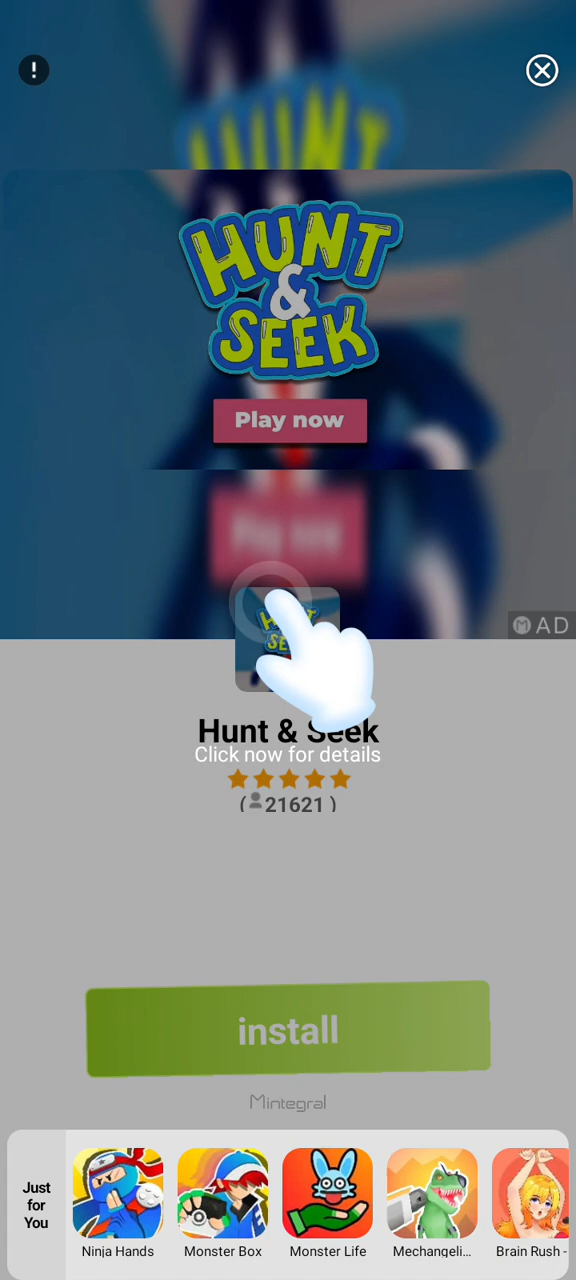 HUNT
HUNT
&
SEEK
Play now
AD
Hunt & Seek
Click now for details
(21621)
install
Mintegral
Just
for
You
Ninja Hands
Monster Box
Monster Life
Mechangeli...
Brain Rush -